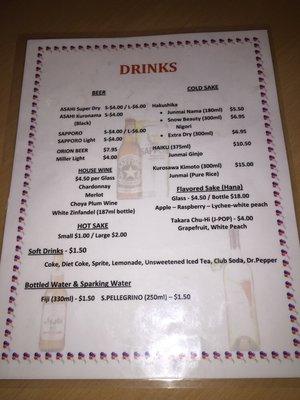 DRINKS
BEER
ASAHI Super Dry S-$4.00 / L-$6.00
ASAHI Kuronama S-$4.00 / L-$6.00
(Black)
SAPPORO S-$4.00 / L-$6.00
SAPPORO Light S-$4.00
ORION BEER $7.95
Miller Light $4.00
HOUSE WINE
$4.50 per Glass
Chardonnay
Merlot
Choya Plum Wine
White Zinfandel (187ml bottle)
HOT SAKE
Small $1.00 / Large $2.00
COLD SAKE
Hakushika
• Junmai Nama (180ml) $5.50
• Snow Beauty (300ml) $6.95
Nigori
• Extra Dry (300ml) $6.95
HAIKU (375ml) $10.50
Junmai Ginjo
Kurosawa Kimoto (300ml) $15.00
Junmai (Pure Rice)
Flavored Sake (Hana)
Glass - $4.50 / Bottle $18.00
Apple – Raspberry – Lychee-white peach
Takara Chu-Hi (J-POP) - $4.00
Grapefruit, White Peach
Soft Drinks - $1.50
Coke, Diet Coke, Sprite, Lemonade, Unsweetened Iced Tea, Club Soda, Dr.Pepper
Bottled Water & Sparking Water
Fiji (330ml) - $1.50 S.PELLEGRINO (250ml) – $1.50